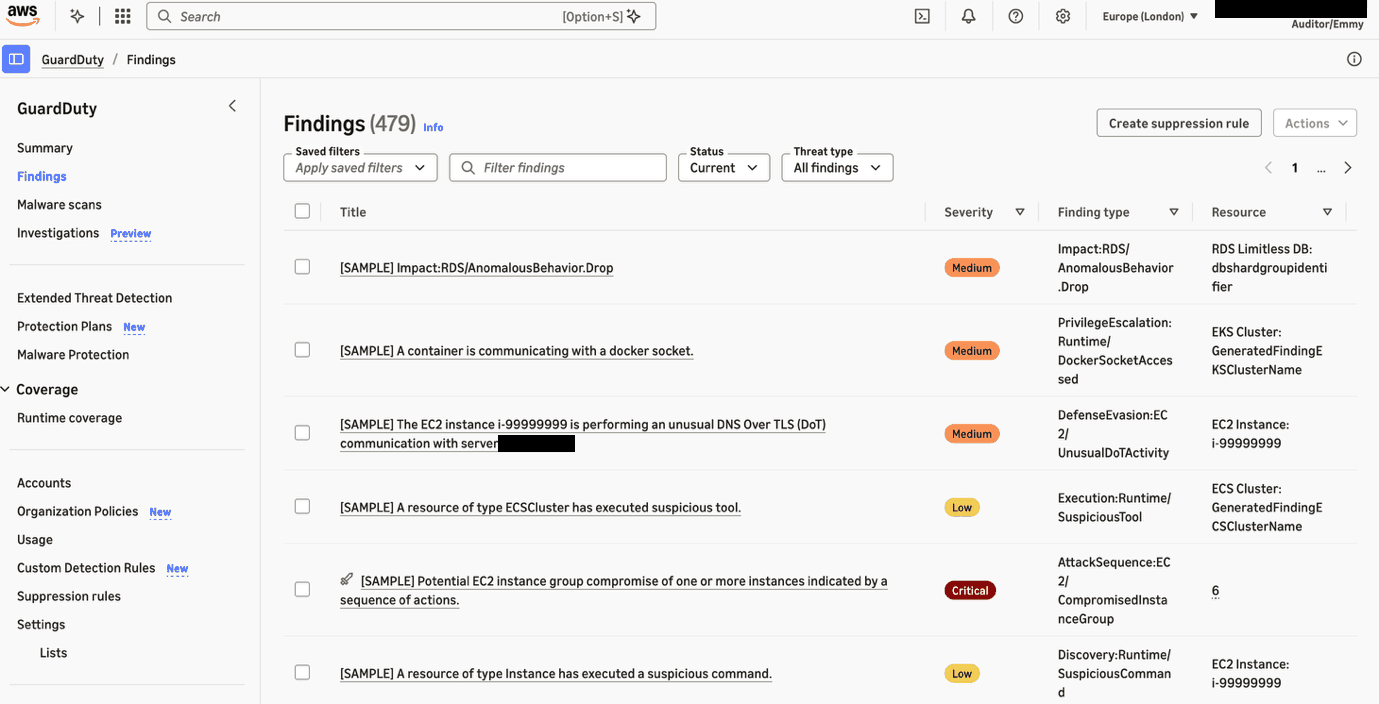 aws
Search
[Option+S]
Europe (London)
Auditor/Emmy
GuardDuty / Findings
GuardDuty
Summary
Findings
Malware scans
Investigations Preview
Extended Threat Detection
Protection Plans New
Malware Protection
Coverage
Runtime coverage
Accounts
Organization Policies New
Usage
Custom Detection Rules New
Suppression rules
Settings
Lists
Findings (479) Info
Create suppression rule
Actions
Saved filters
Apply saved filters
Filter findings
Status
Current
Threat type
All findings
1 ...
Title
Severity
Finding type
Resource
[SAMPLE] Impact:RDS/AnomalousBehavior.Drop
Medium
Impact:RDS/
AnomalousBehavior
.Drop
RDS Limitless DB:
dbshardgroupidenti
fier
[SAMPLE] A container is communicating with a docker socket.
Medium
PrivilegeEscalation:
Runtime/
DockerSocketAcces
sed
EKS Cluster:
GeneratedFindingE
KSClusterName
[SAMPLE] The EC2 instance i-99999999 is performing an unusual DNS Over TLS (DoT)
communication with server
Medium
DefenseEvasion:EC
2/
UnusualDoTActivity
EC2 Instance:
i-99999999
[SAMPLE] A resource of type ECSCluster has executed suspicious tool.
Low
Execution:Runtime/
SuspiciousTool
ECS Cluster:
GeneratedFindingE
CSClusterName
[SAMPLE] Potential EC2 instance group compromise of one or more instances indicated by a
sequence of actions.
Critical
AttackSequence:EC
2/
CompromisedInsta
nceGroup
6
[SAMPLE] A resource of type Instance has executed a suspicious command.
Low
Discovery:Runtime/
SuspiciousComman
d
EC2 Instance:
i-99999999